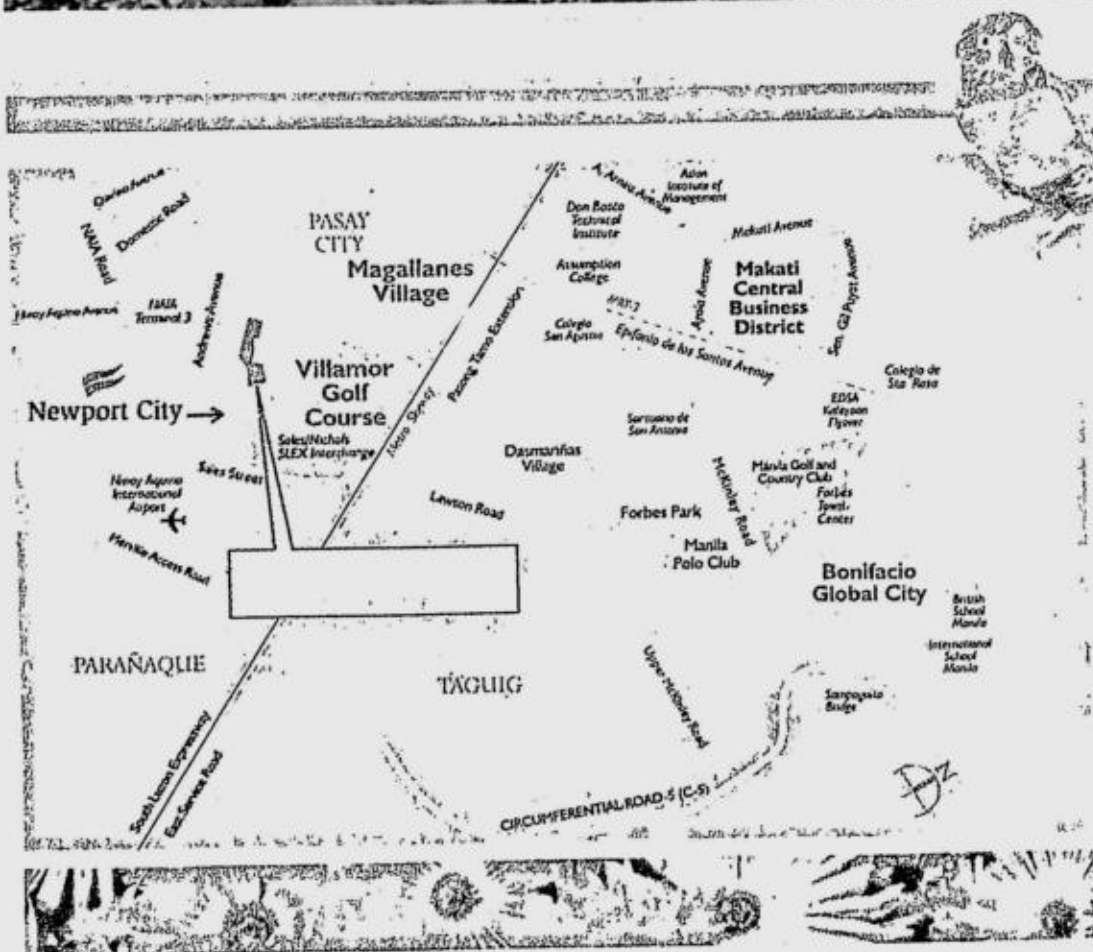 Domestic Road
NAIA Road
Ninoy Aquino Avenue
NAIA
Terminal 3
Andrews Avenue
PASAY
CITY
Magallanes
Village
Newport City
Villamor
Golf
Course
Sales/Nichols
SLEX Interchange
Sales Street
Ninoy Aquino
International
Airport
Merville Access Road
Metro Skyway
Pasong Tamo Extension
A. Arnaiz Avenue
Asian
Institute of
Management
Don Bosco
Technical
Institute
Assumption
College
Colegio
San Agustin
MRT-3
Epifanio de los Santos Avenue
Ayala Avenue
Makati Avenue
Makati
Central
Business
District
Sen. Gil Puyat Avenue
Colegio de
Sta Rosa
EDSA
Kalayaan
Flyover
Santuario de
San Antonio
Dasmariñas
Village
Lawton Road
Forbes Park
McKinley Road
Manila Golf and
Country Club
Forbes
Town
Center
Manila
Polo Club
Bonifacio
Global City
British
School
Manila
International
School
Manila
PARAÑAQUE
TAGUIG
Upper McKinley Road
Bridge
South Luzon Expressway
East Service Road
CIRCUMFERENTIAL ROAD-5 (C-5)
N